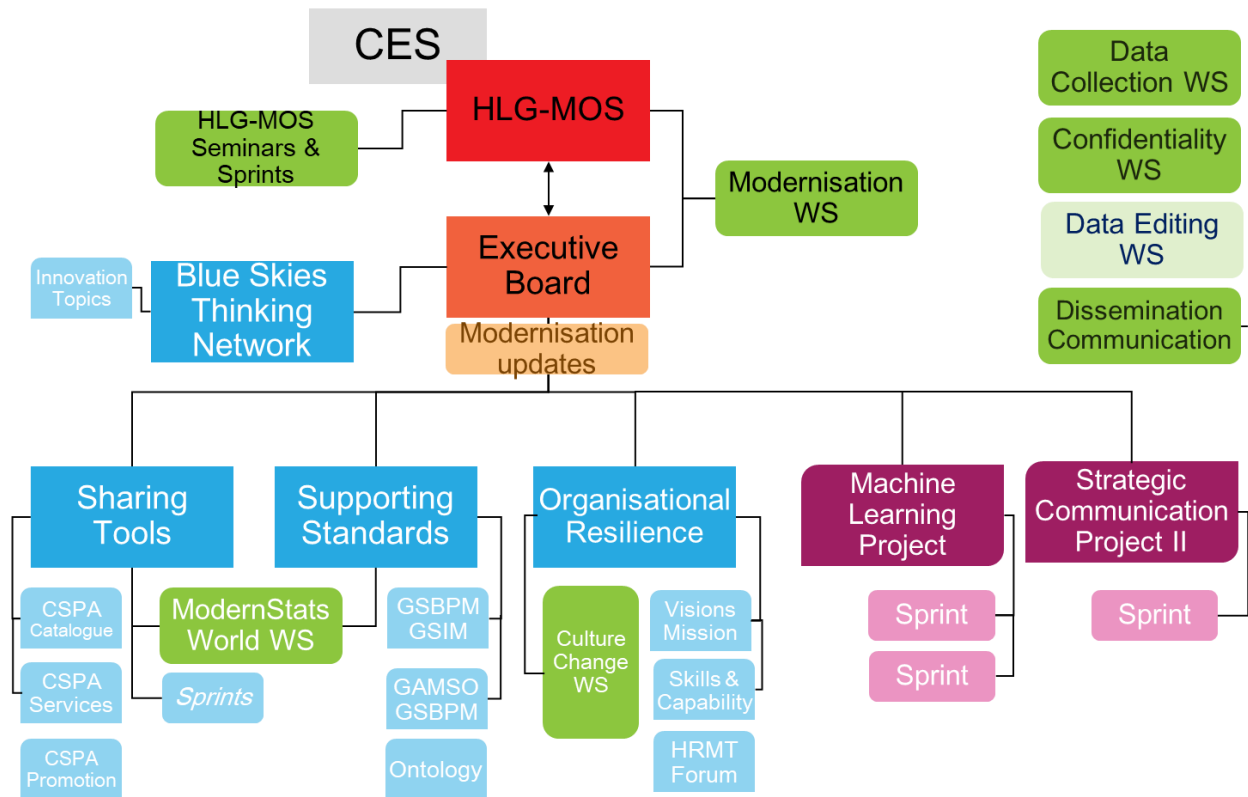 CES
HLG-MOS
HLG-MOS
Seminars &
Sprints
Modernisation
WS
Executive
Board
Modernisation
updates
Innovation
Topics
Blue Skies
Thinking
Network
Data
Collection WS
Confidentiality
WS
Data Editing
WS
Dissemination
Communication
Sharing
Tools
Supporting
Standards
Organisational
Resilience
Machine
Learning
Project
Strategic
Communication
Project II
CSPA
Catalogue
CSPA
Services
CSPA
Promotion
ModernStats
World WS
Sprints
GSBPM
GSIM
GAMSO
GSBPM
Ontology
Culture
Change
WS
Visions
Mission
Skills &
Capability
HRMT
Forum
Sprint
Sprint
Sprint